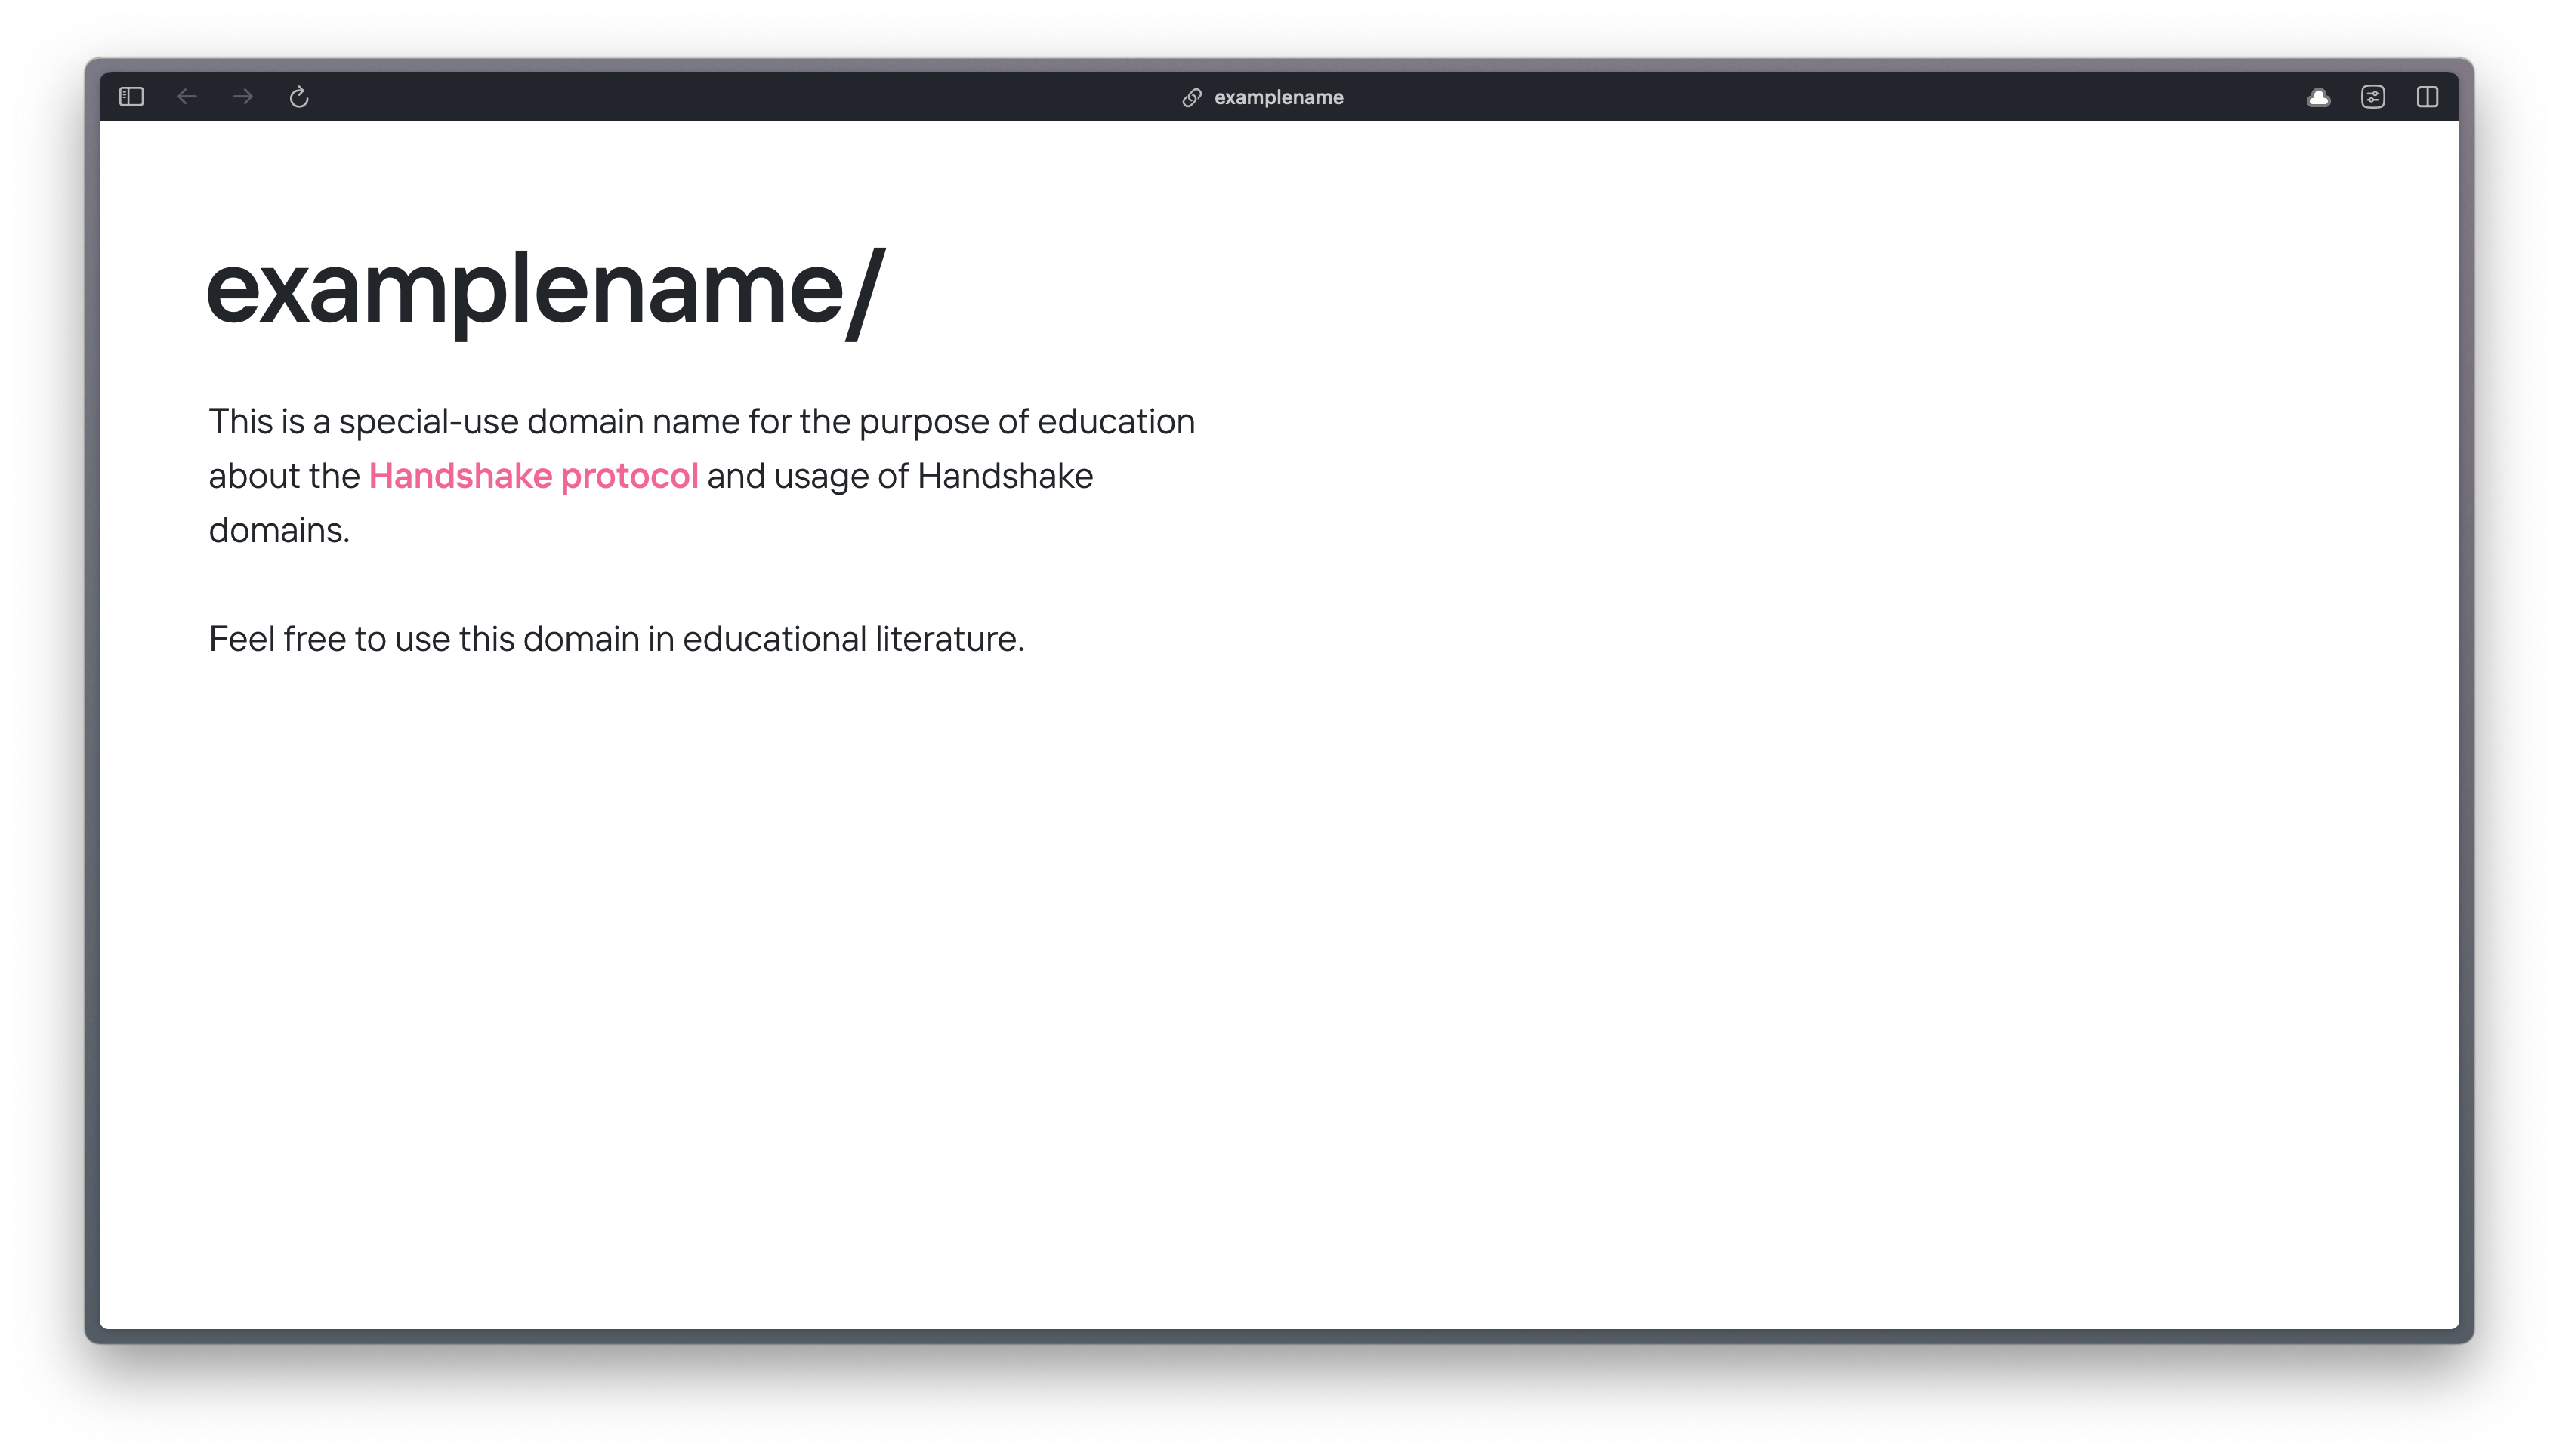 examplename
examplename/
This is a special-use domain name for the purpose of education
about the Handshake protocol and usage of Handshake
domains.
Feel free to use this domain in educational literature.